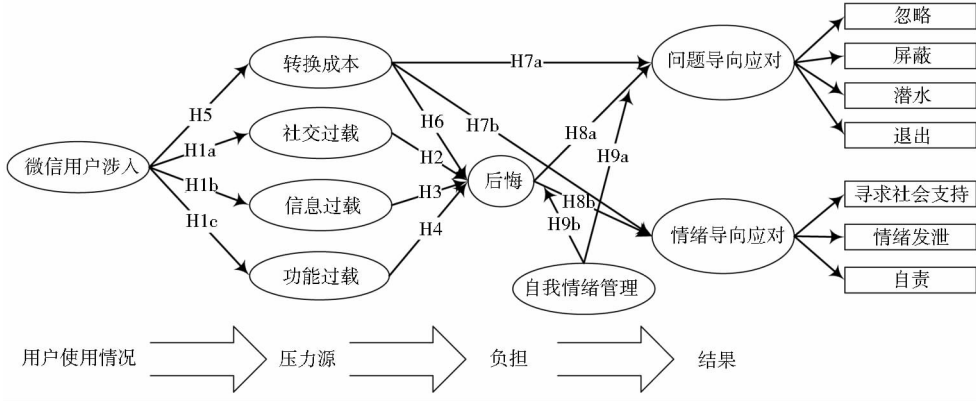 忽略
转换成本
H7a
问题导向应对
屏蔽
潜水
H5
H6
H7b
H8a
退出
社交过载
H1a
H2
H9a
微信用户涉入
后悔
H1b
信息过载
H3
H8b
寻求社会支持
H1c
H4
H9b
情绪导向应对
情绪发泄
功能过载
自我情绪管理
自责
用户使用情况
压力源
负担
结果